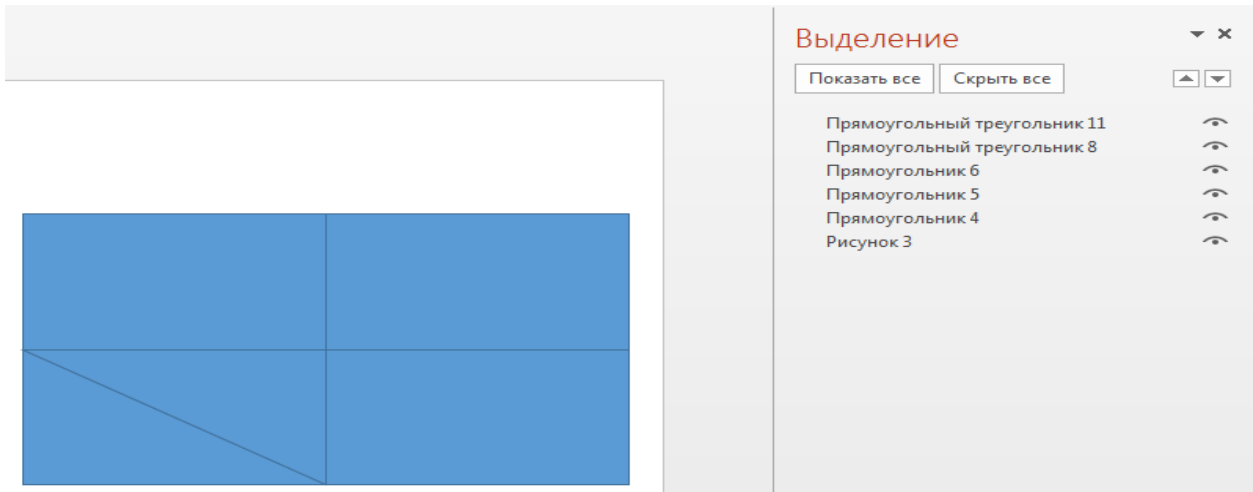 Выделение
Показать все Скрыть все
Прямоугольный треугольник 11
Прямоугольный треугольник 8
Прямоугольник 6
Прямоугольник 5
Прямоугольник 4
Рисунок 3